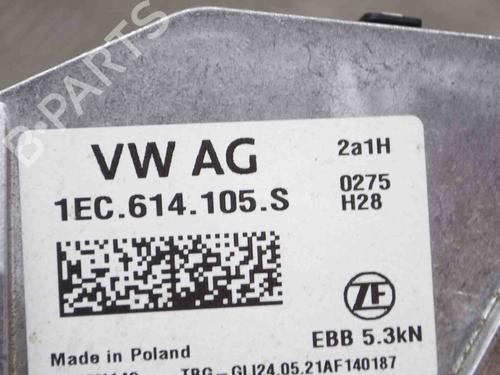 B-PARTS
VW AG
2a1H
1EC.614.105.S
0275
H28
ZF
EBB 5.3kN
Made in Poland
TRG-GLI24.05.21AF140187